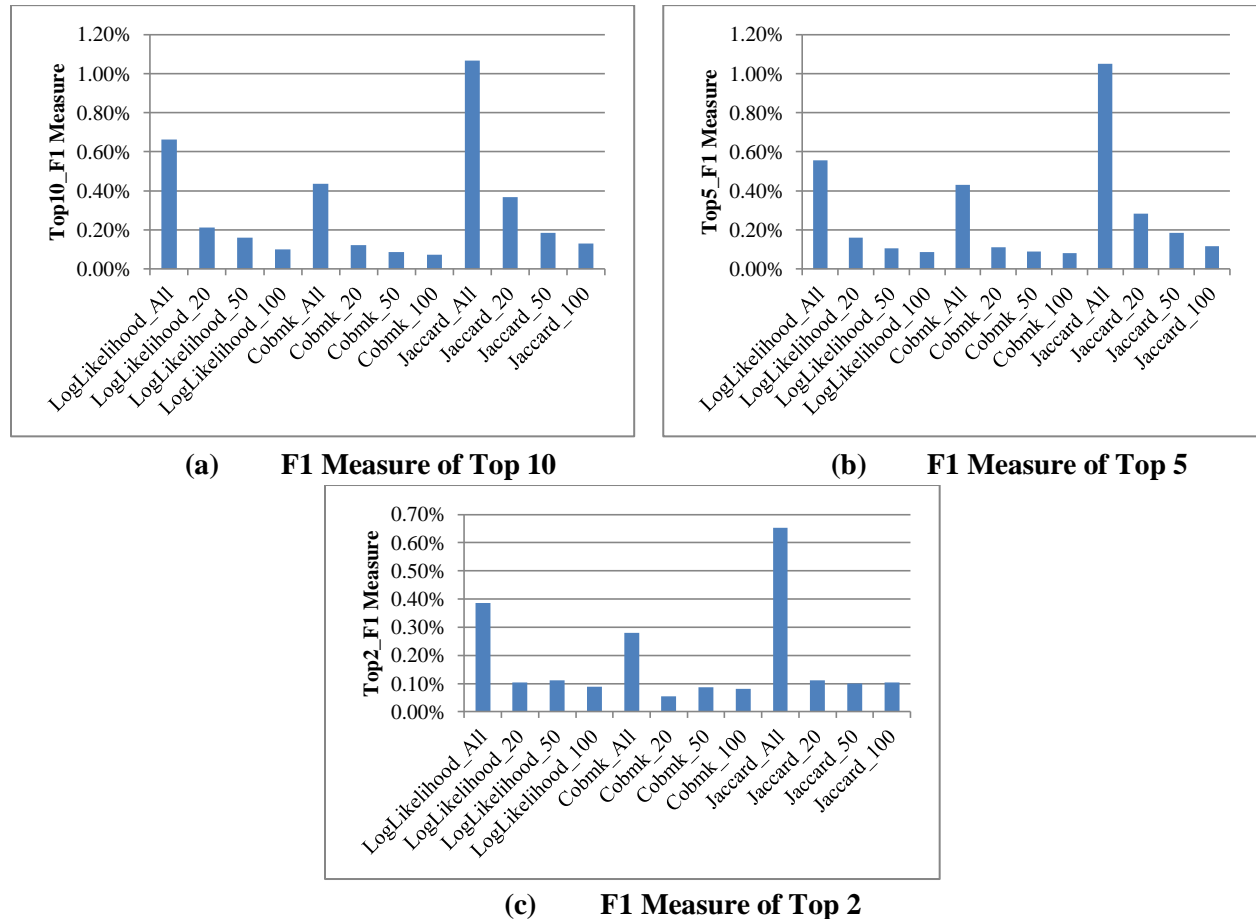 1.20%
1.00%
0.80%
0.60%
0.40%
0.20%
0.00%
Top10_F1 Measure
LogLikelihood_All
LogLikelihood_20
LogLikelihood_50
LogLikelihood_100
Cobmk_All
Cobmk_20
Cobmk_50
Cobmk_100
Jaccard_All
Jaccard_20
Jaccard_50
Jaccard_100
(a) F1 Measure of Top 10
1.20%
1.00%
0.80%
0.60%
0.40%
0.20%
0.00%
Top5_F1 Measure
LogLikelihood_All
LogLikelihood_20
LogLikelihood_50
LogLikelihood_100
Cobmk_All
Cobmk_20
Cobmk_50
Cobmk_100
Jaccard_All
Jaccard_20
Jaccard_50
Jaccard_100
(b) F1 Measure of Top 5
0.70%
0.60%
0.50%
0.40%
0.30%
0.20%
0.10%
0.00%
Top2_F1 Measure
LogLikelihood_All
LogLikelihood_20
LogLikelihood_50
LogLikelihood_100
Cobmk_All
Cobmk_20
Cobmk_50
Cobmk_100
Jaccard_All
Jaccard_20
Jaccard_50
Jaccard_100
(c) F1 Measure of Top 2